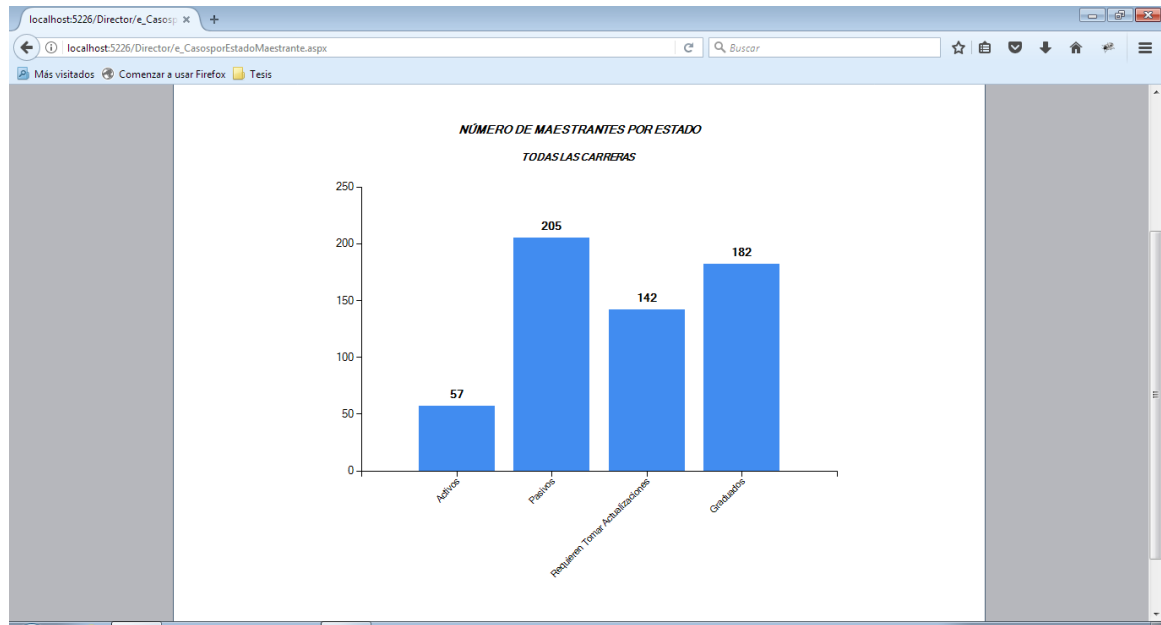 localhost:5226/Director/e_Casosp
localhost:5226/Director/e_CasosporEstadoMaestrante.aspx
Buscar
Más visitados
Comenzar a usar Firefox
Tesis
NÚMERO DE MAESTRANTES POR ESTADO
TODAS LAS CARRERAS
250
200
150
100
50
0
57
205
142
182
Activos
Pasivos
Requieren Tomar Actualizaciones
Graduados